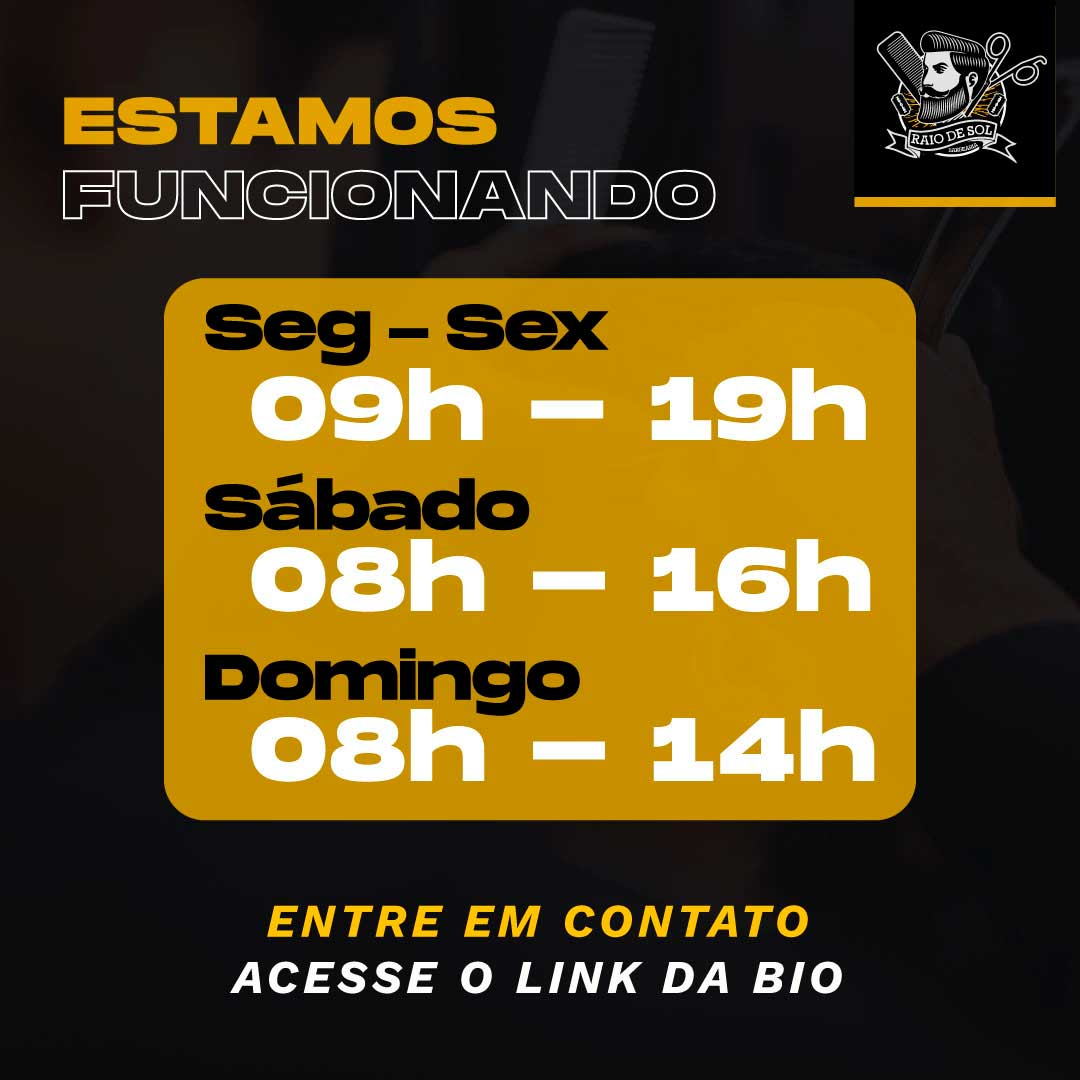 ESTAMOS
FUNCIONANDO
RAIO DE SOL
BARBEARIA
Seg – Sex
09h – 19h
Sábado
08h – 16h
Domingo
08h – 14h
ENTRE EM CONTATO
ACESSE O LINK DA BIO